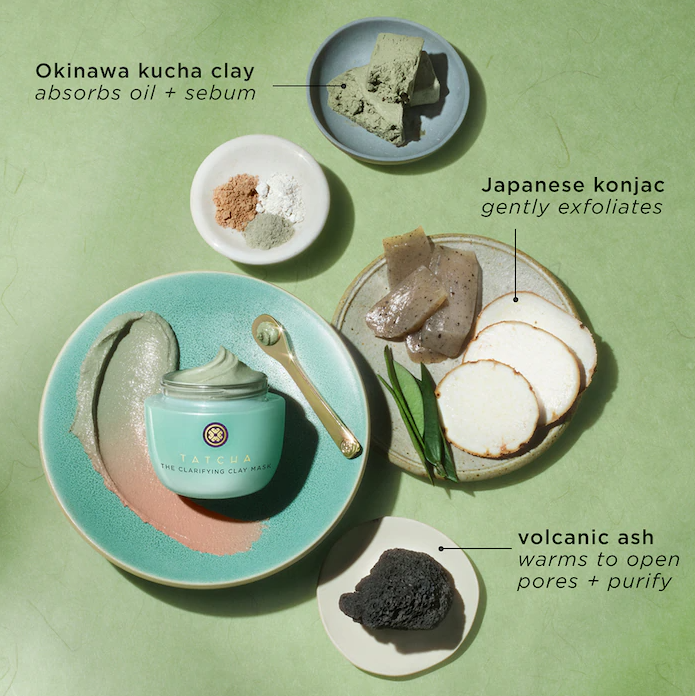 Okinawa kucha clay
absorbs oil + sebum
Japanese konjac
gently exfoliates
TATCHA
THE CLARIFYING CLAY MASK
volcanic ash
warms to open
pores + purify